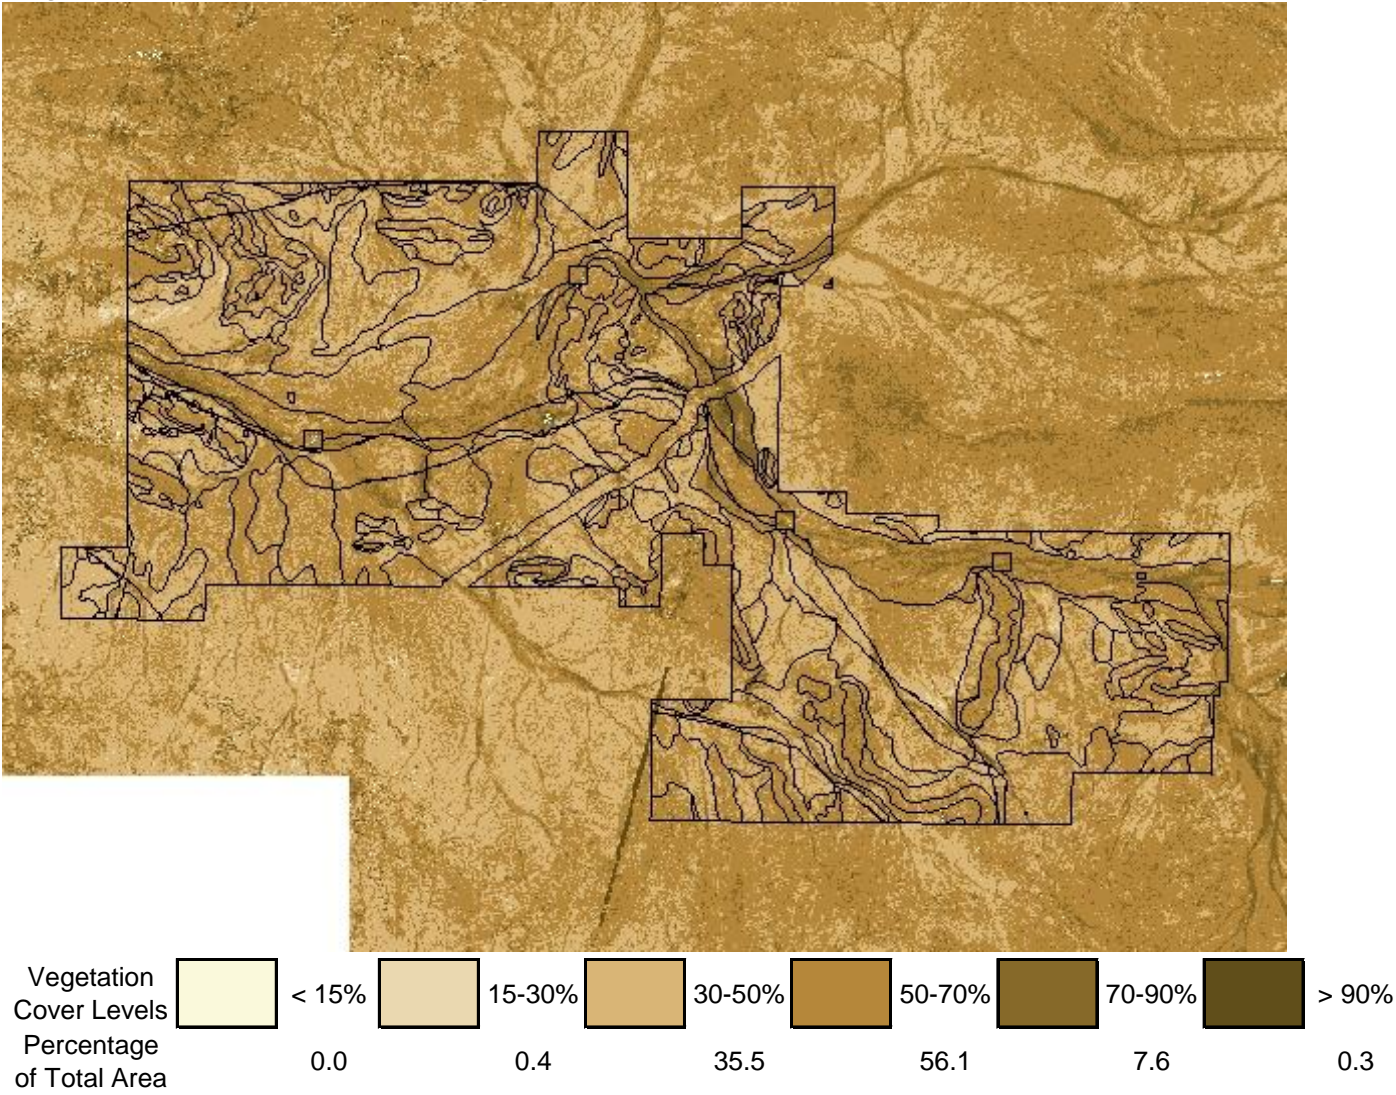 Vegetation
Cover Levels
< 15% 15-30% 30-50% 50-70% 70-90% > 90%
Percentage
of Total Area
0.0 0.4 35.5 56.1 7.6 0.3